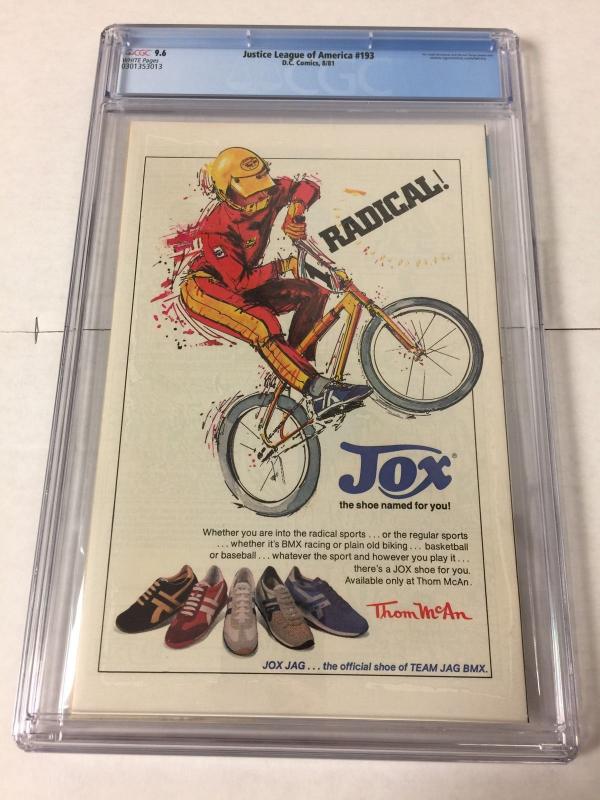 CGC 9.6
WHITE Pages
0301353013
Justice League of America #193
D.C. Comics, 8/81
CGC
RADICAL!
Jox®
the shoe named for you!
Whether you are into the radical sports . . . or the regular sports
. . . whether it's BMX racing or plain old biking . . . basketball
or baseball . . . whatever the sport and however you play it . . .
there's a JOX shoe for you.
Available only at Thom McAn.
Thom McAn
JOX JAG . . . the official shoe of TEAM JAG BMX.